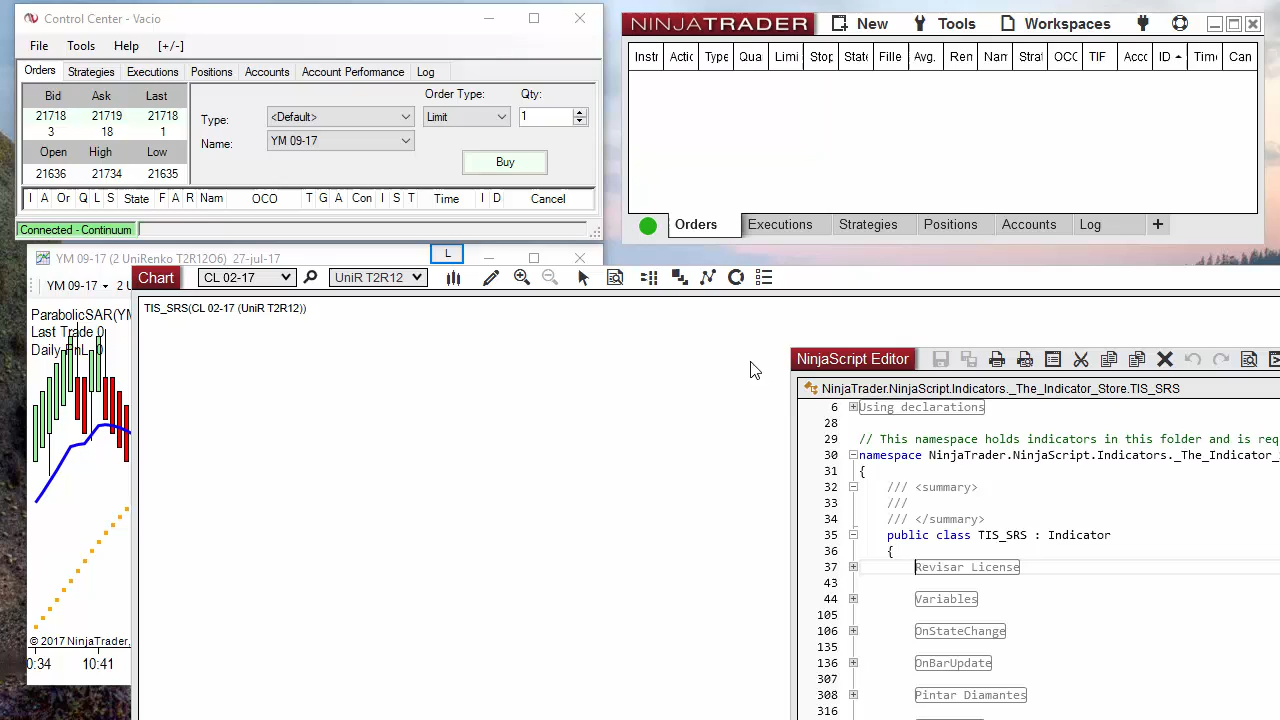 Control Center - Vacio
File Tools Help [+/-]
Orders Strategies Executions Positions Accounts Account Performance Log
Bid Ask Last
21718 21719 21718
3 18 1
Open High Low
21636 21734 21635
Order Type: Qty:
Type: <Default> Limit 1
Name: YM 09-17
Buy
I A Or Q L S State F A R Nam OCO T G A Con I S T Time I D Cancel
Connected - Continuum
NINJATRADER New Tools Workspaces
Instr Actic Type Qua Limi Stop State Fille Avg. Ren Nam Strat OCC TIF Accc ID Time Can
Orders Executions Strategies Positions Accounts Log +
YM 09-17 (2 UniRenko T2R12O6) 27-jul-17
L
YM 09-17 2 U
ParabolicSAR(YM
Last Trade 0
Daily PnL 0
© 2017 NinjaTrader,
0:34 10:41
Chart CL 02-17 UniR T2R12
TIS_SRS(CL 02-17 (UniR T2R12))
NinjaScript Editor
NinjaTrader.NinjaScript.Indicators._The_Indicator_Store.TIS_SRS
6 Using declarations
28
29 // This namespace holds indicators in this folder and is req
30 namespace NinjaTrader.NinjaScript.Indicators._The_Indicator_S
31 {
32 /// <summary>
33 ///
34 /// </summary>
35 public class TIS_SRS : Indicator
36 {
37 Revisar License
43
44 Variables
105
106 OnStateChange
135
136 OnBarUpdate
307
308 Pintar Diamantes
316